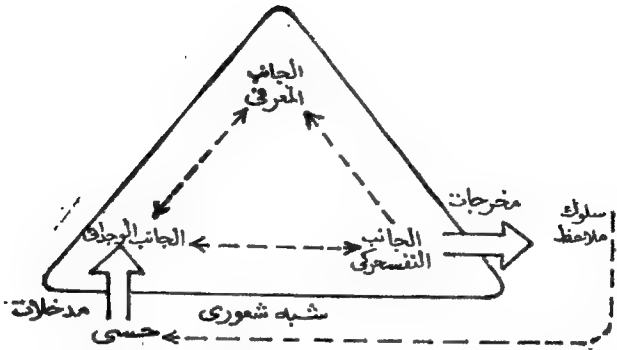 الجانب
المعرفي
مخرجات
سلوك
ملاحظ
الجانب الوجداني
الجانب
النفسحركي
مدخلات
شبه شعوري
حسي